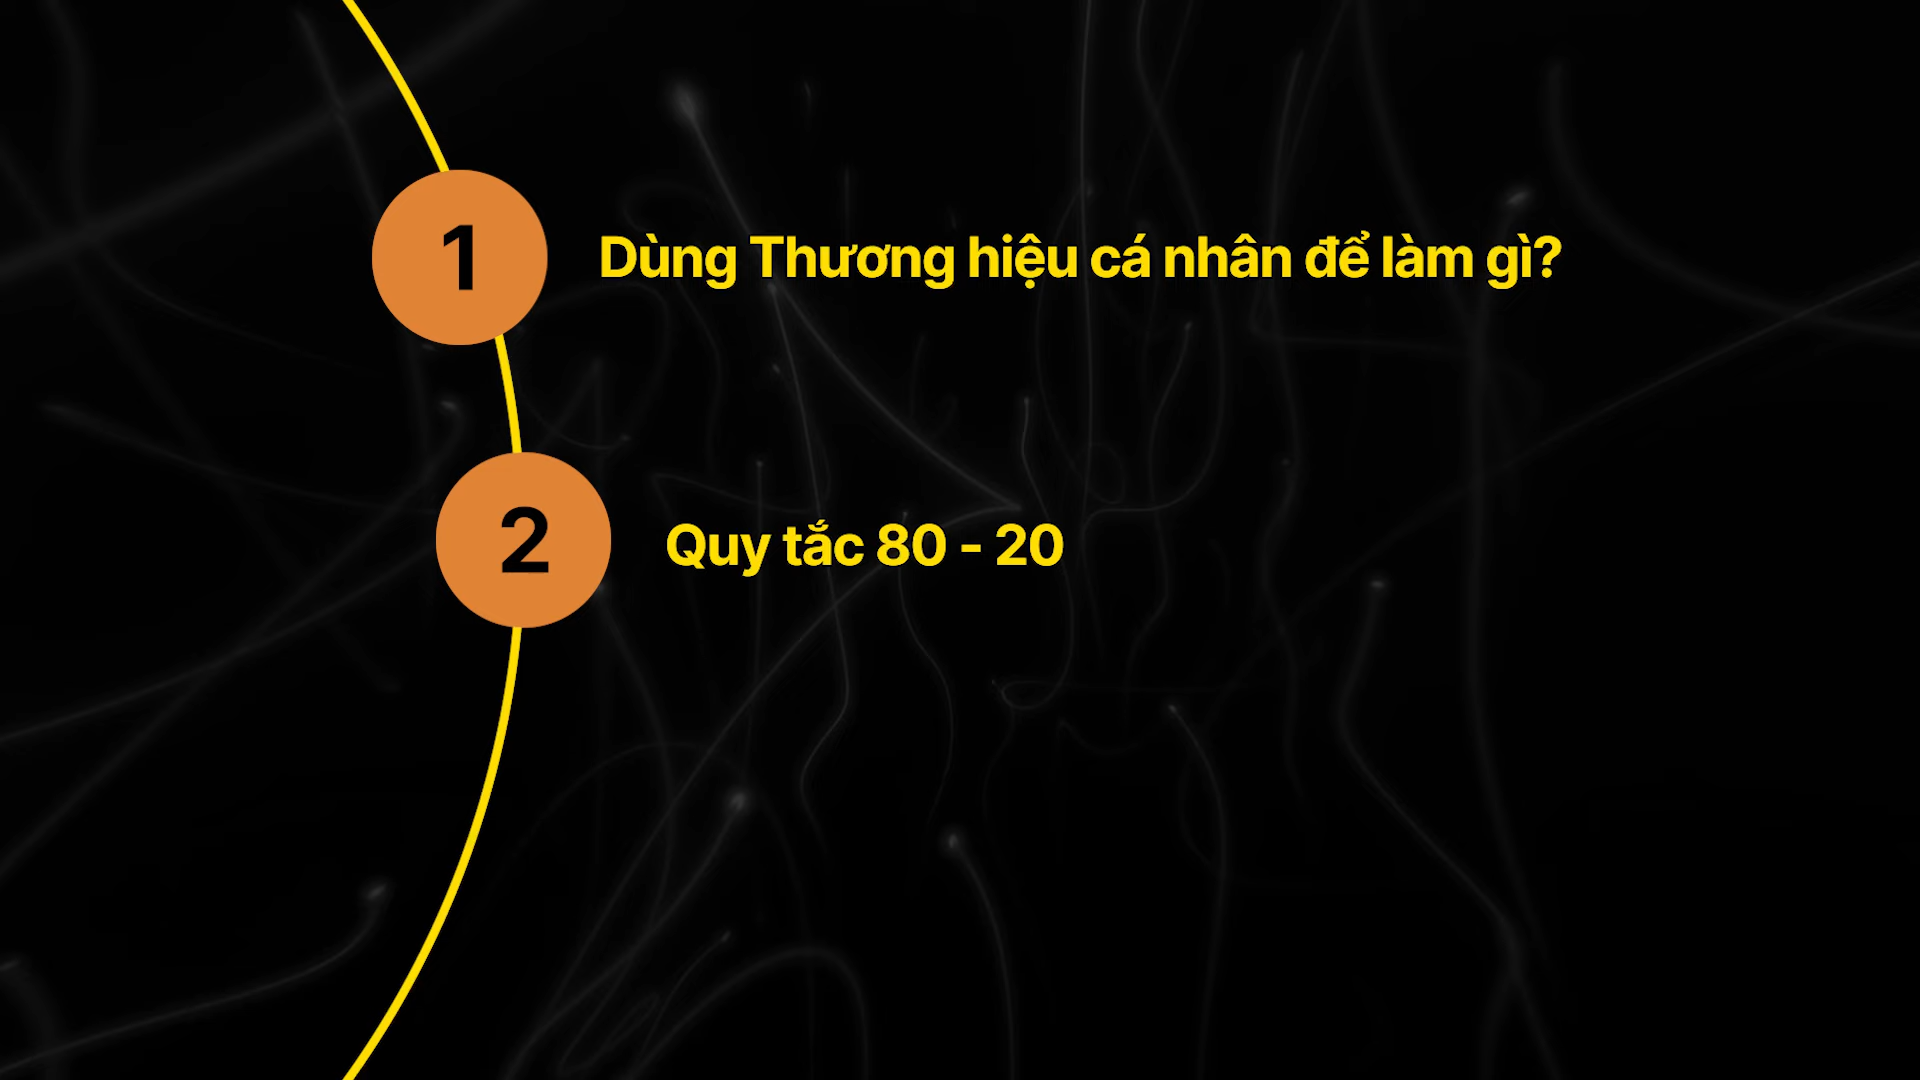 1
Dùng Thương hiệu cá nhân để làm gì?
2
Quy tắc 80 - 20